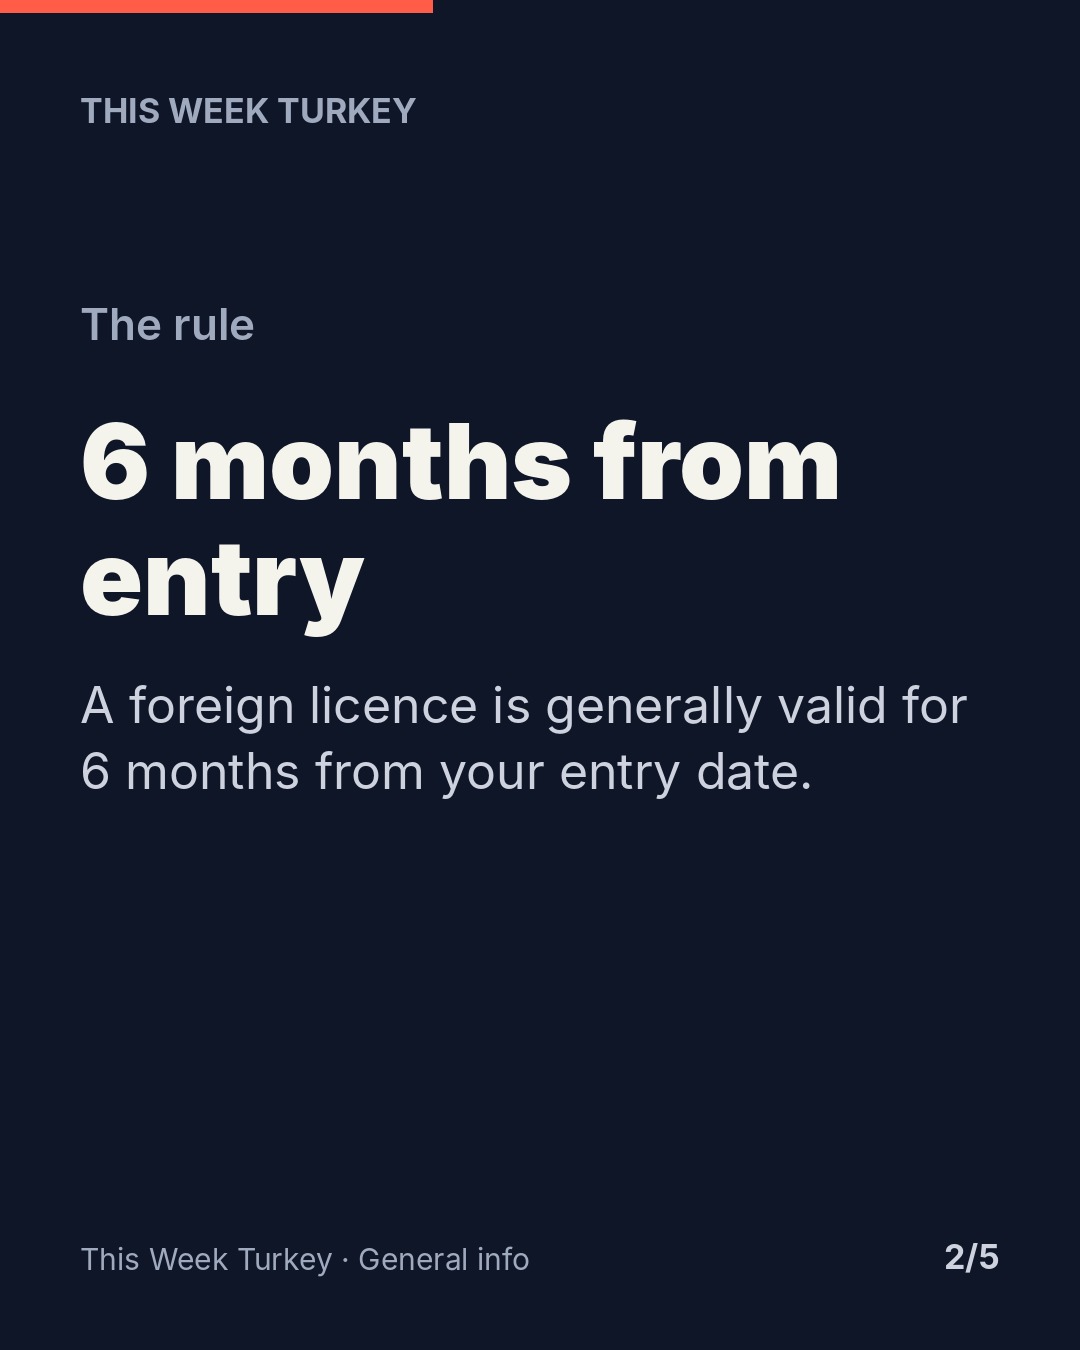 THIS WEEK TURKEY
The rule
6 months from
entry
A foreign licence is generally valid for
6 months from your entry date.
This Week Turkey · General info
2/5